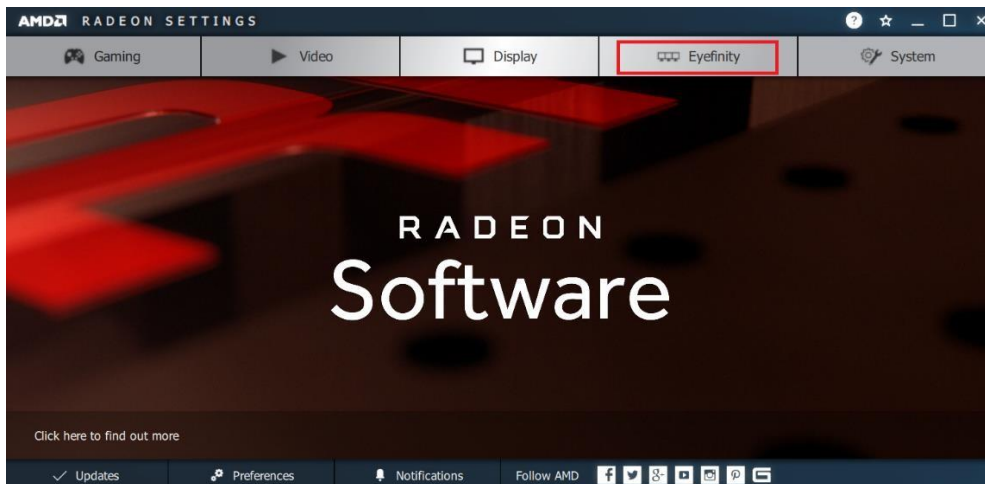 AMD RADEON SETTINGS
Gaming Video Display Eyefinity System
RADEON
Software
Click here to find out more
Updates Preferences Notifications Follow AMD